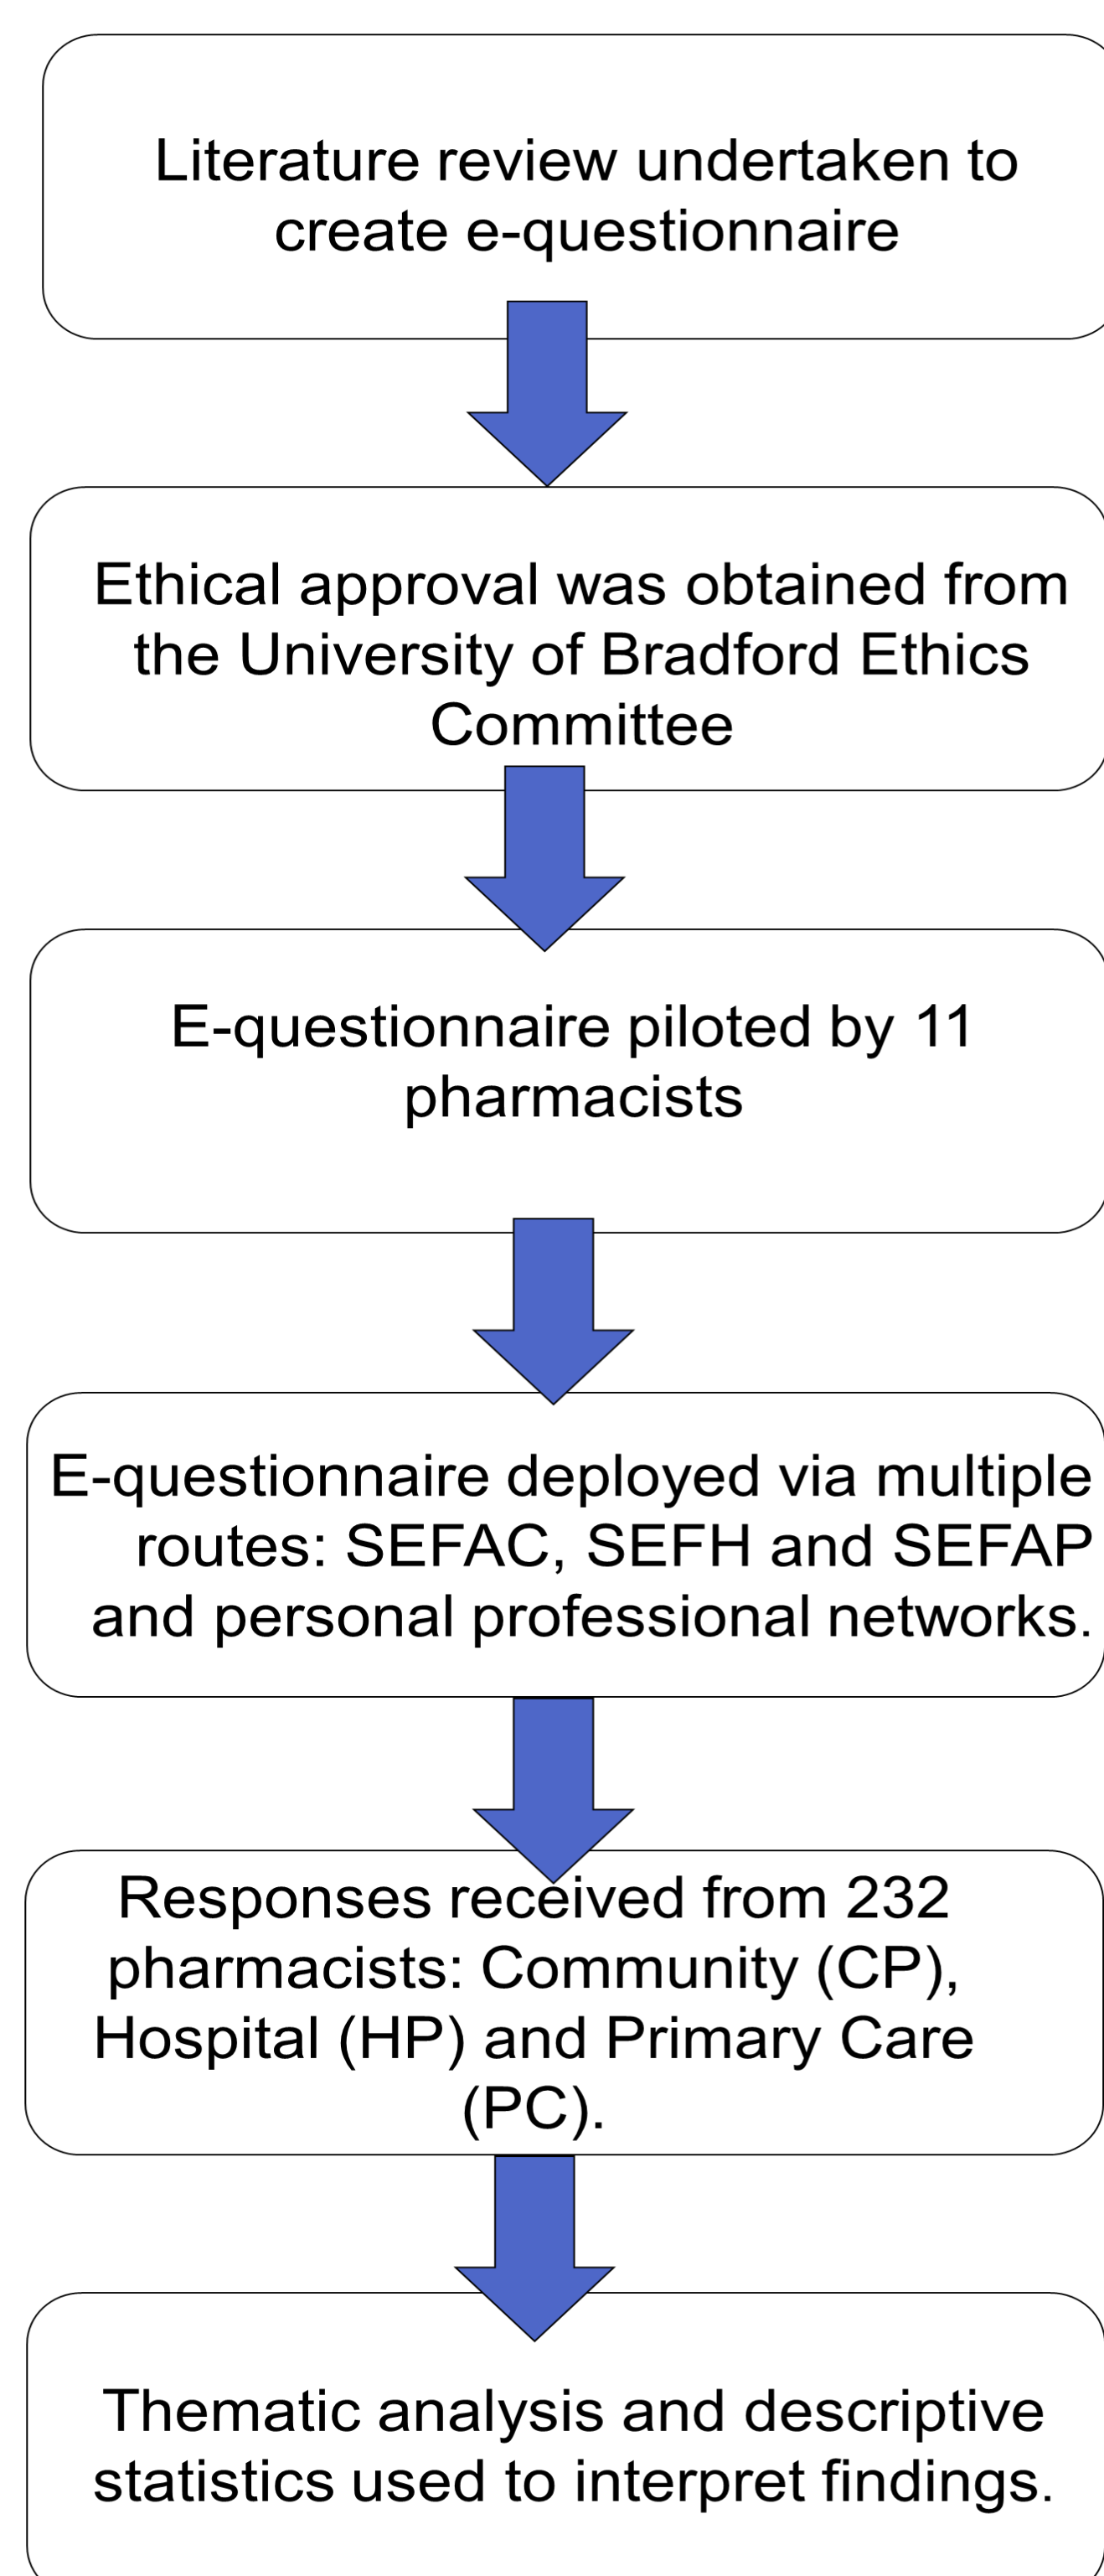 Literature review undertaken to
create e-questionnaire
Ethical approval was obtained from
the University of Bradford Ethics
Committee
E-questionnaire piloted by 11
pharmacists
E-questionnaire deployed via multiple
routes: SEFAC, SEFH and SEFAP
and personal professional networks.
Responses received from 232
pharmacists: Community (CP),
Hospital (HP) and Primary Care
(PC).
Thematic analysis and descriptive
statistics used to interpret findings.